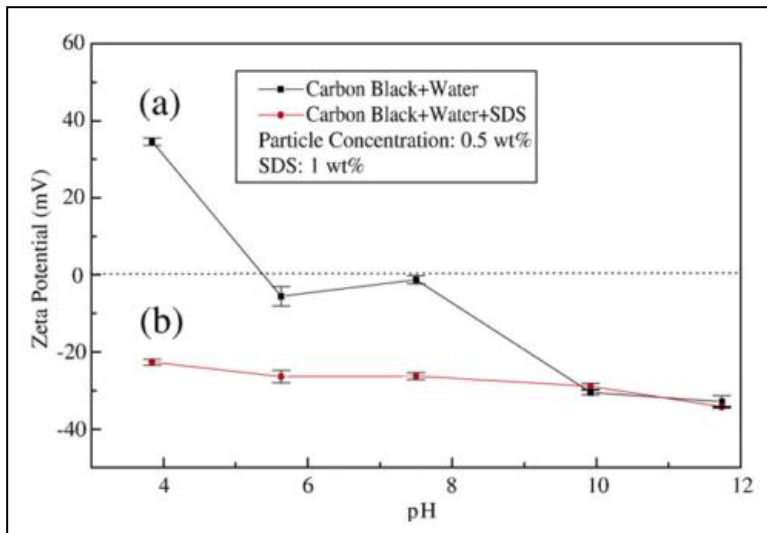 60
40
20
0
-20
-40
Zeta Potential (mV)
(a)
(b)
Carbon Black+Water
Carbon Black+Water+SDS
Particle Concentration: 0.5 wt%
SDS: 1 wt%
4 6 8 10 12
pH